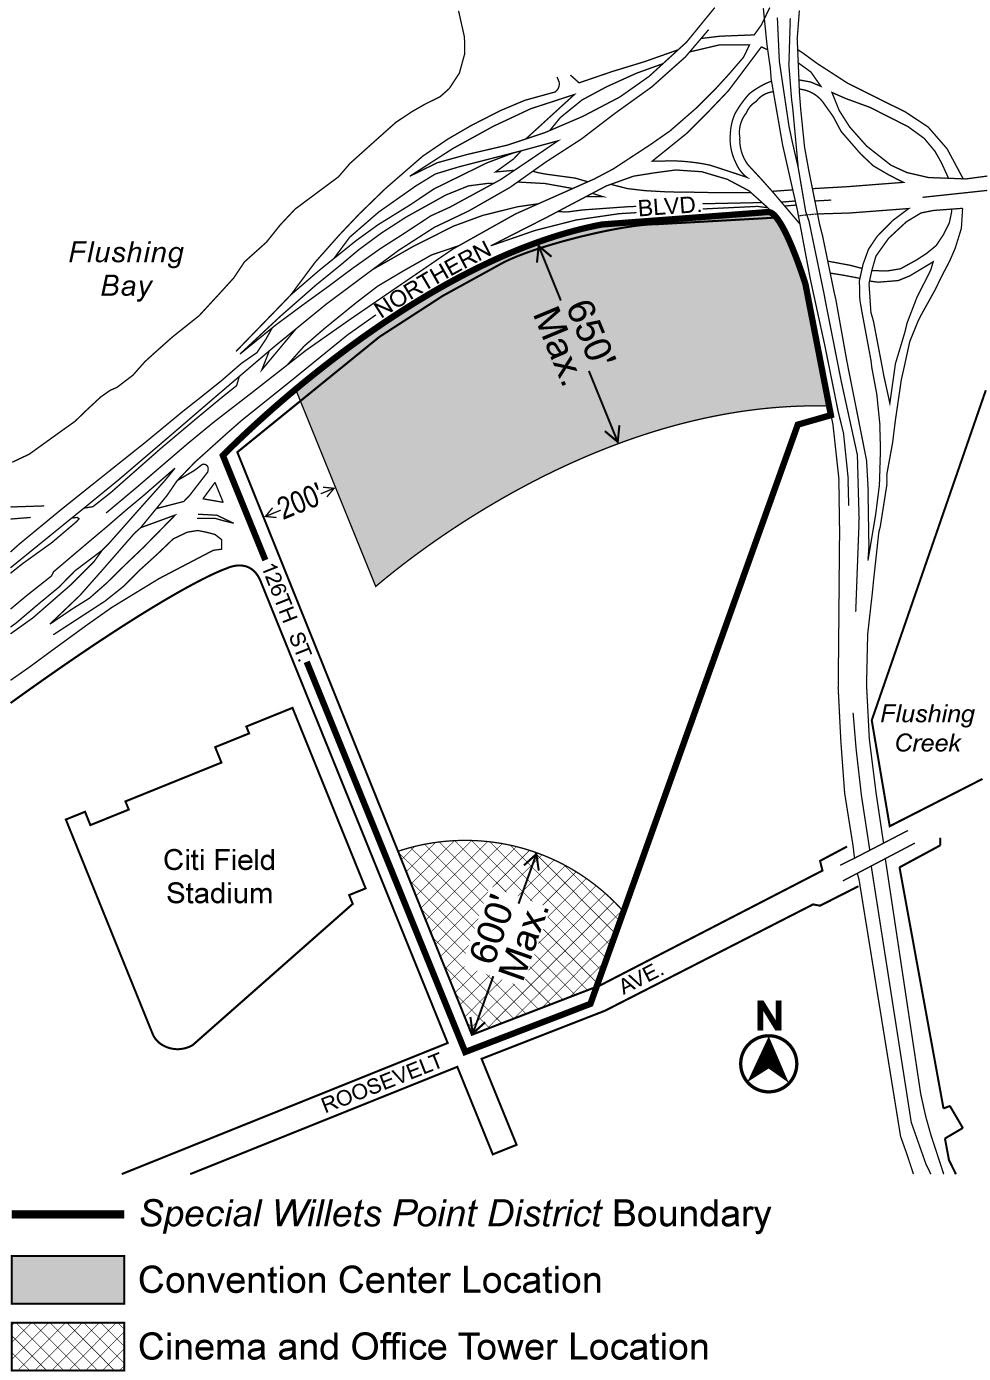 BLVD.
Flushing
Bay
NORTHERN
650'
Max.
200'
126TH ST.
Flushing
Creek
Citi Field
Stadium
600'
Max.
AVE.
N
ROOSEVELT
Special Willets Point District Boundary
Convention Center Location
Cinema and Office Tower Location